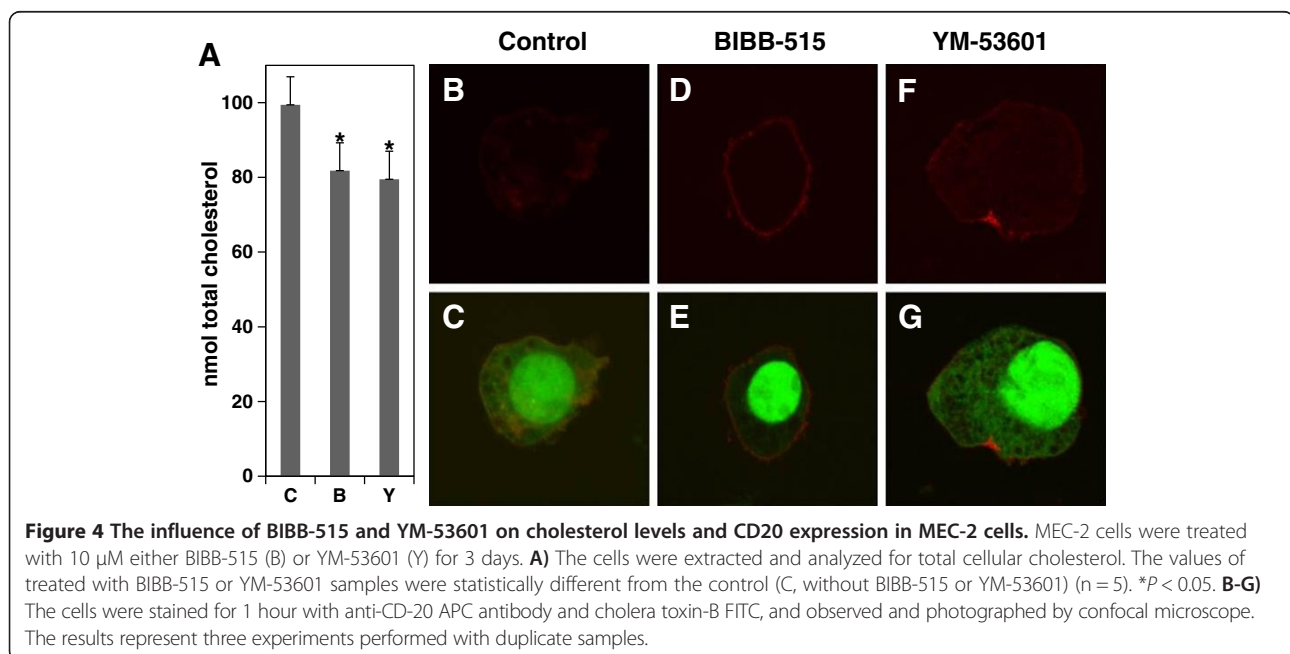 Control BIBB-515 YM-53601
A B D F
100
80
60
40
20
0
nmol total cholesterol
* *
C B Y
C E G
Figure 4 The influence of BIBB-515 and YM-53601 on cholesterol levels and CD20 expression in MEC-2 cells. MEC-2 cells were treated
with 10 μM either BIBB-515 (B) or YM-53601 (Y) for 3 days. A) The cells were extracted and analyzed for total cellular cholesterol. The values of
treated with BIBB-515 or YM-53601 samples were statistically different from the control (C, without BIBB-515 or YM-53601) (n = 5). *P < 0.05. B-G)
The cells were stained for 1 hour with anti-CD-20 APC antibody and cholera toxin-B FITC, and observed and photographed by confocal microscope.
The results represent three experiments performed with duplicate samples.